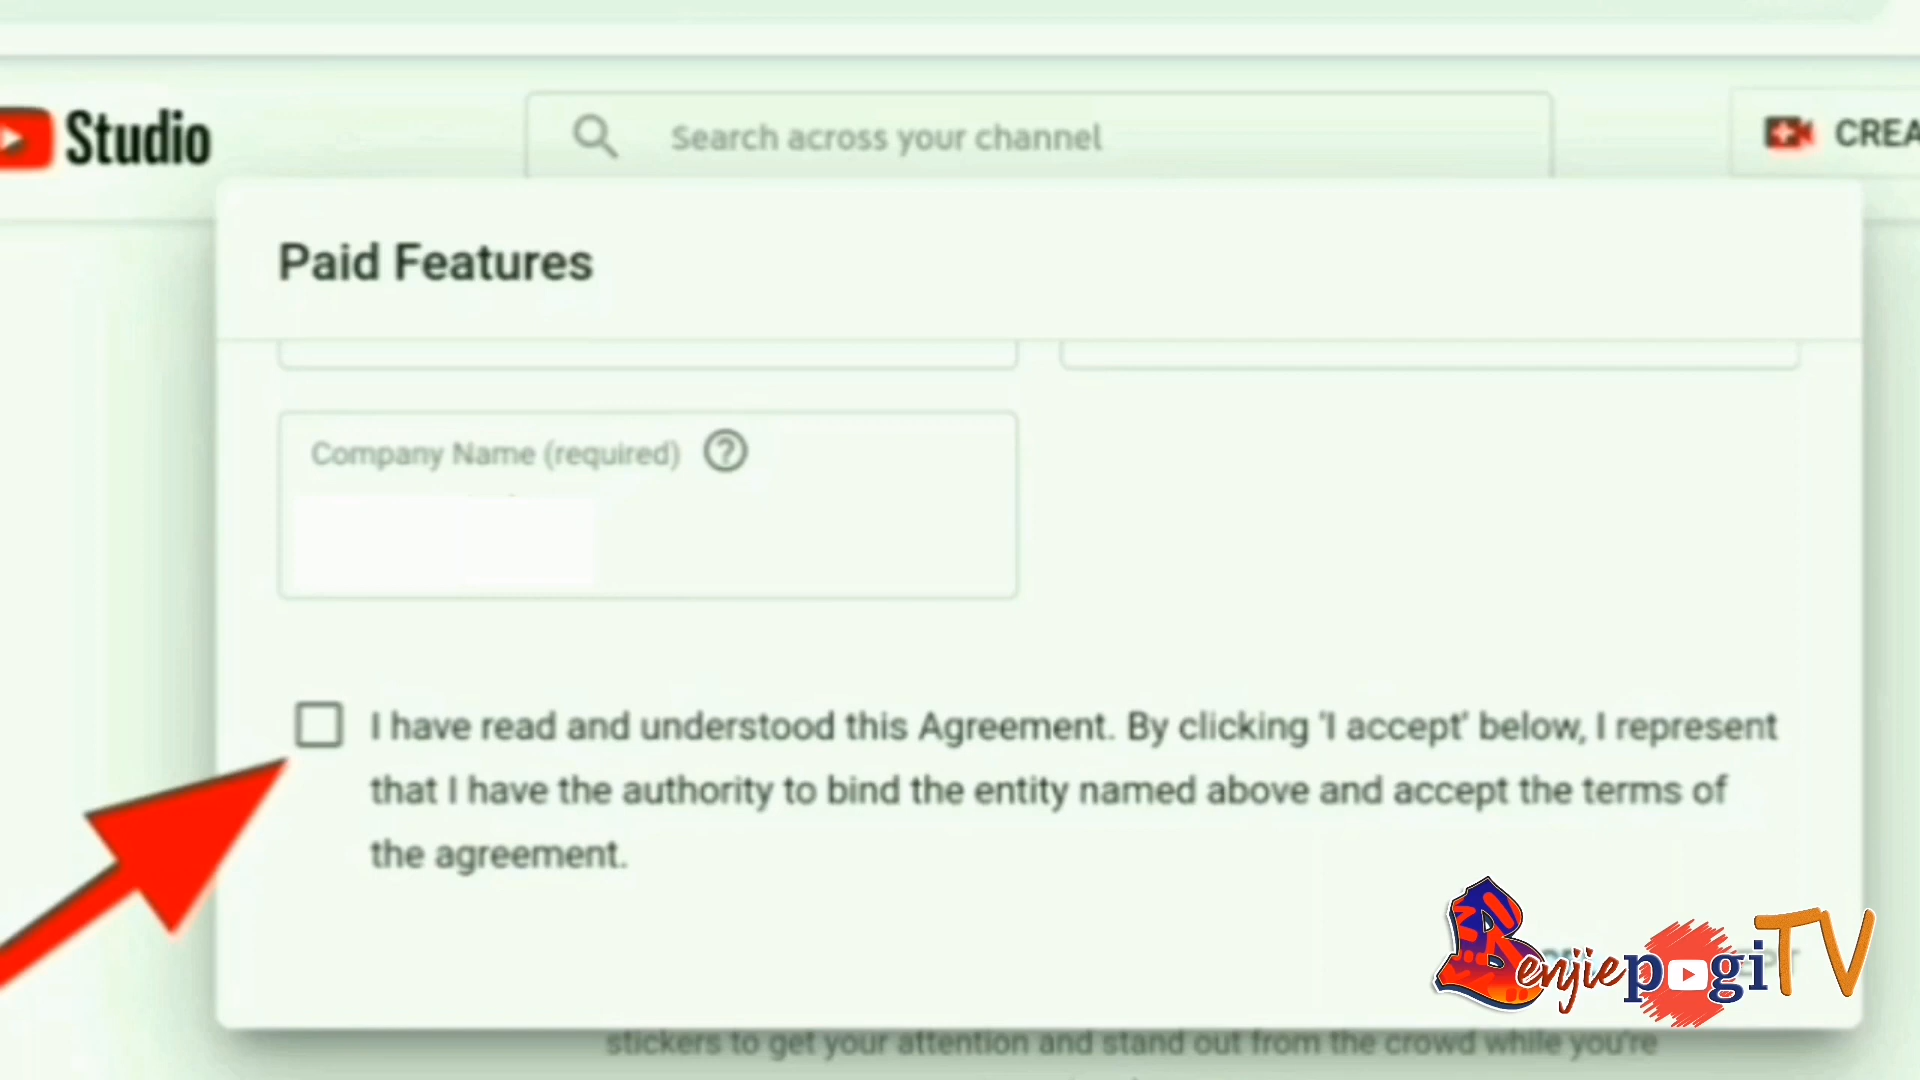 Studio
Search across your channel
Paid Features
Company Name (required)
I have read and understood this Agreement. By clicking 'I accept' below, I represent
that I have the authority to bind the entity named above and accept the terms of
the agreement.
BenjiepogiTV
stickers to get your attention and stand out from the crowd while you're